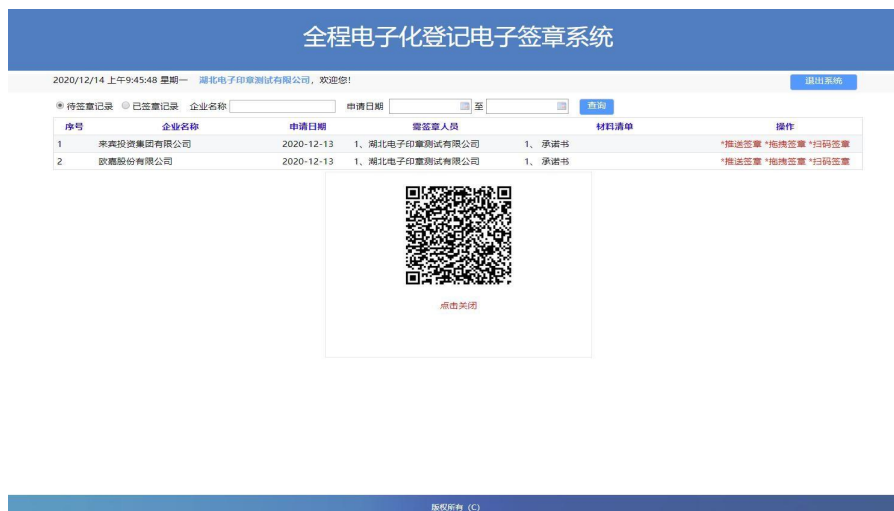 全程电子化登记电子签章系统
2020/12/14 上午9:45:48 星期一 湖北电子印章测试有限公司，欢迎您!
退出系统
待签章记录 已签章记录 企业名称 申请日期 至 查询
序号 企业名称 申请日期 需签章人员 材料清单 操作
1 来宾投资集团有限公司 2020-12-13 1、湖北电子印章测试有限公司 1、 承诺书 *推送签章 *拖拽签章 *扫码签章
2 欧嘉股份有限公司 2020-12-13 1、湖北电子印章测试有限公司 1、 承诺书 *推送签章 *拖拽签章 *扫码签章
点击关闭
版权所有 (C)